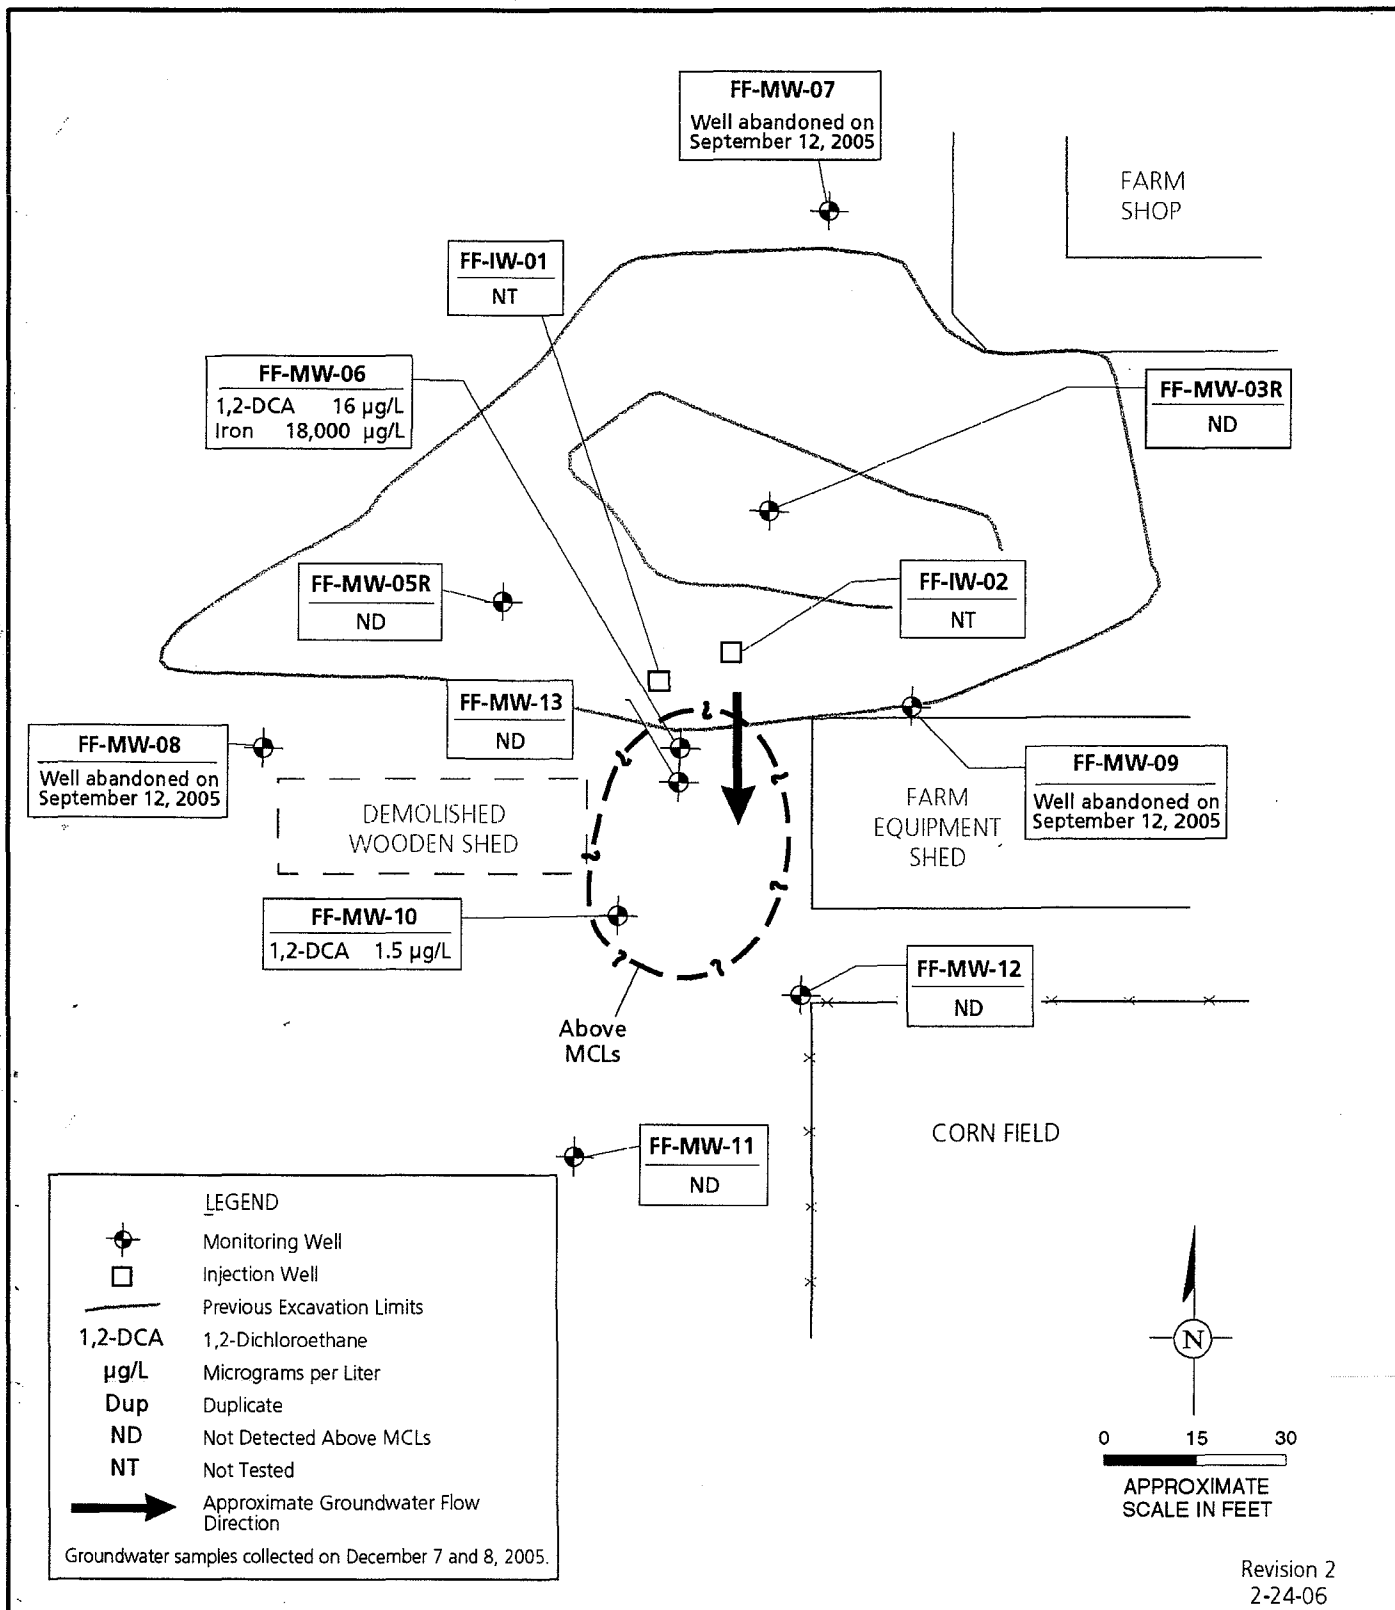 FF-MW-07
Well abandoned on
September 12, 2005
FARM
SHOP
FF-IW-01
NT
FF-MW-06
1,2-DCA 16 µg/L
Iron 18,000 µg/L
FF-MW-03R
ND
FF-MW-05R
ND
FF-IW-02
NT
FF-MW-13
ND
FF-MW-08
Well abandoned on
September 12, 2005
FF-MW-09
Well abandoned on
September 12, 2005
DEMOLISHED
WOODEN SHED
FARM
EQUIPMENT
SHED
FF-MW-10
1,2-DCA 1.5 µg/L
FF-MW-12
ND
Above
MCLs
FF-MW-11
ND
CORN FIELD
LEGEND
Monitoring Well
Injection Well
Previous Excavation Limits
1,2-DCA 1,2-Dichloroethane
µg/L Micrograms per Liter
Dup Duplicate
ND Not Detected Above MCLs
NT Not Tested
Approximate Groundwater Flow
Direction
Groundwater samples collected on December 7 and 8, 2005.
N
0 15 30
APPROXIMATE
SCALE IN FEET
Revision 2
2-24-06